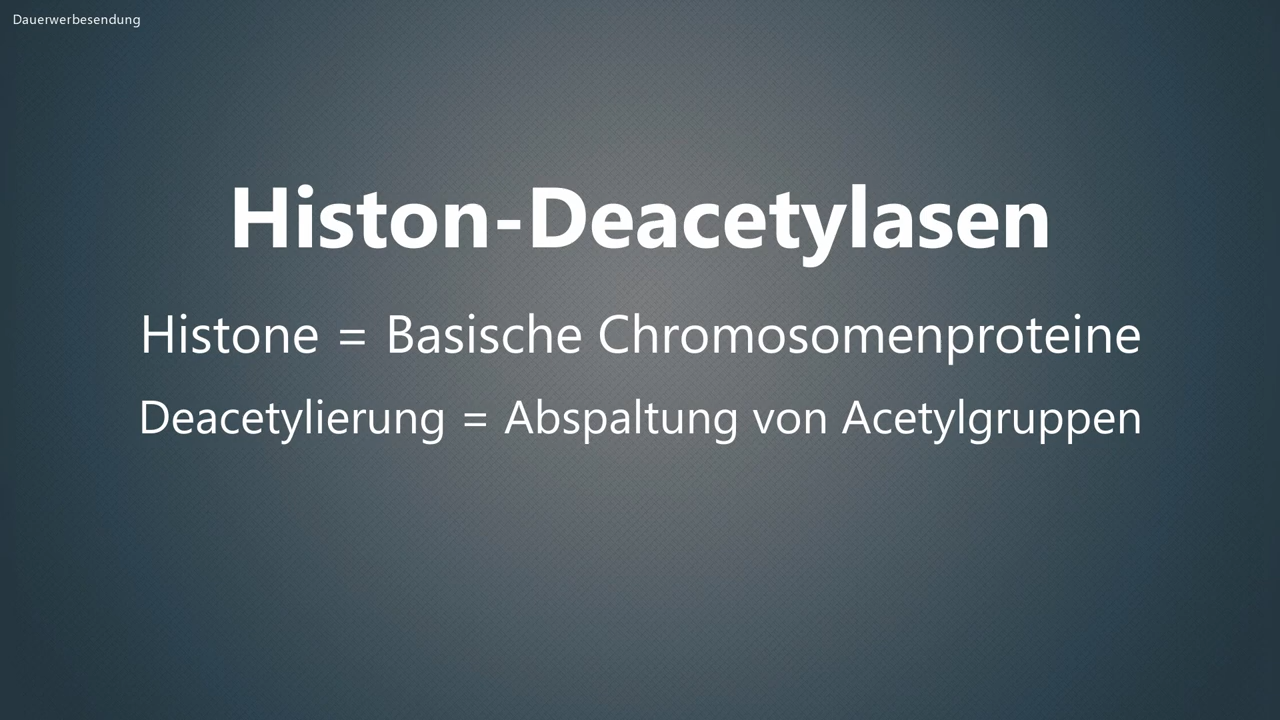 Dauerwerbesendung
Histon-Deacetylasen
Histone = Basische Chromosomenproteine
Deacetylierung = Abspaltung von Acetylgruppen